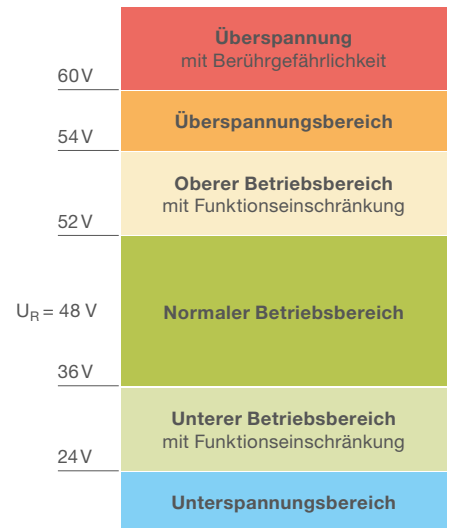 Überspannung
mit Berührgefährlichkeit
60 V
Überspannungsbereich
54 V
Oberer Betriebsbereich
mit Funktionseinschränkung
52 V
U_R = 48 V
Normaler Betriebsbereich
36 V
Unterer Betriebsbereich
mit Funktionseinschränkung
24 V
Unterspannungsbereich